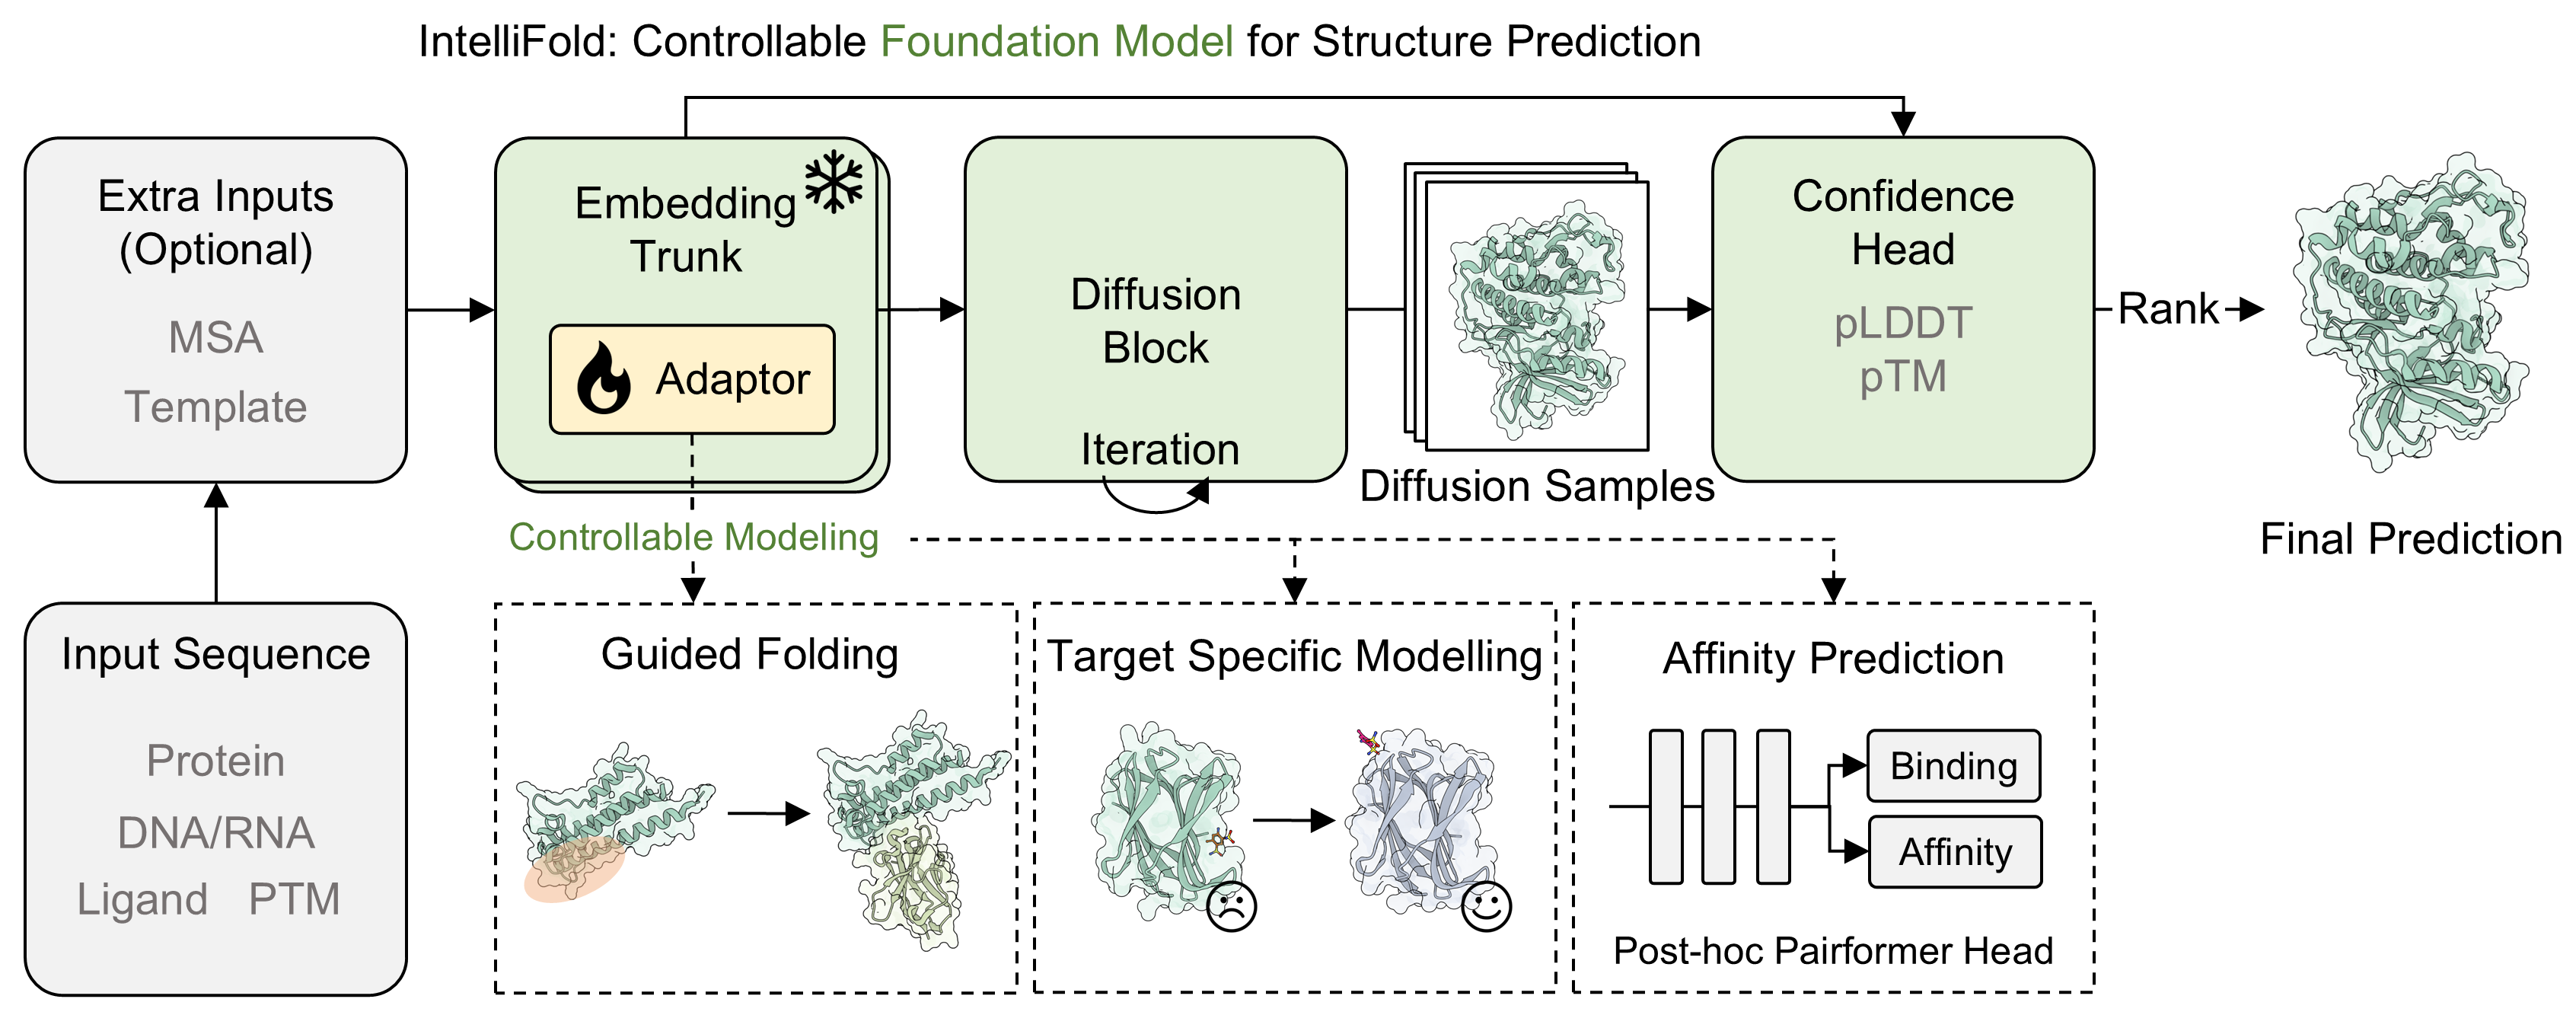 IntelliFold: Controllable Foundation Model for Structure Prediction
Extra Inputs
(Optional)
MSA
Template
Embedding
Trunk
Adaptor
Diffusion
Block
Iteration
Diffusion Samples
Confidence
Head
pLDDT
pTM
Rank
Final Prediction
Controllable Modeling
Input Sequence
Protein
DNA/RNA
Ligand PTM
Guided Folding
Target Specific Modelling
Affinity Prediction
Binding
Affinity
Post-hoc Pairformer Head